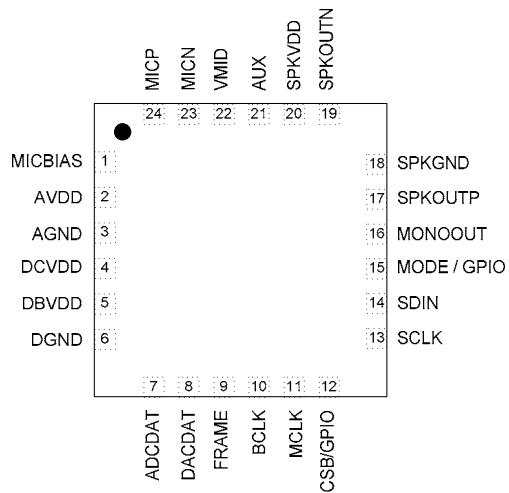 MICP MICN VMID AUX SPKVDD SPKOUTN
24 23 22 21 20 19
MICBIAS 1 18 SPKGND
AVDD 2 17 SPKOUTP
AGND 3 16 MONOOUT
DCVDD 4 15 MODE / GPIO
DBVDD 5 14 SDIN
DGND 6 13 SCLK
7 8 9 10 11 12
ADCDAT DACDAT FRAME BCLK MCLK CSB/GPIO